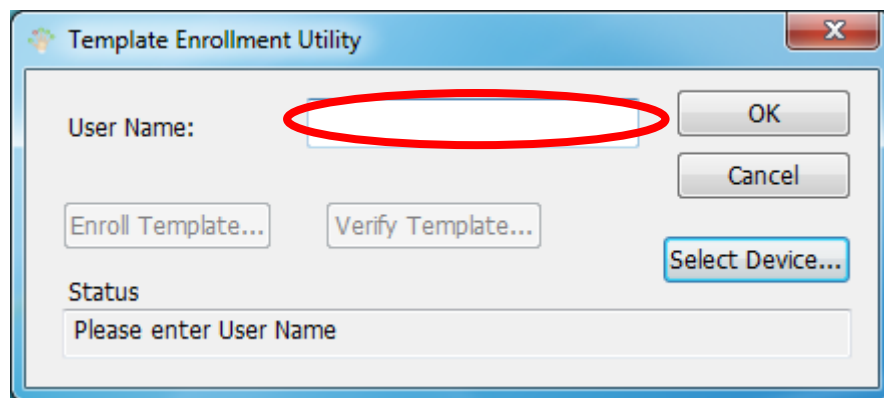 Template Enrollment Utility
User Name:
OK
Cancel
Enroll Template...
Verify Template...
Select Device...
Status
Please enter User Name